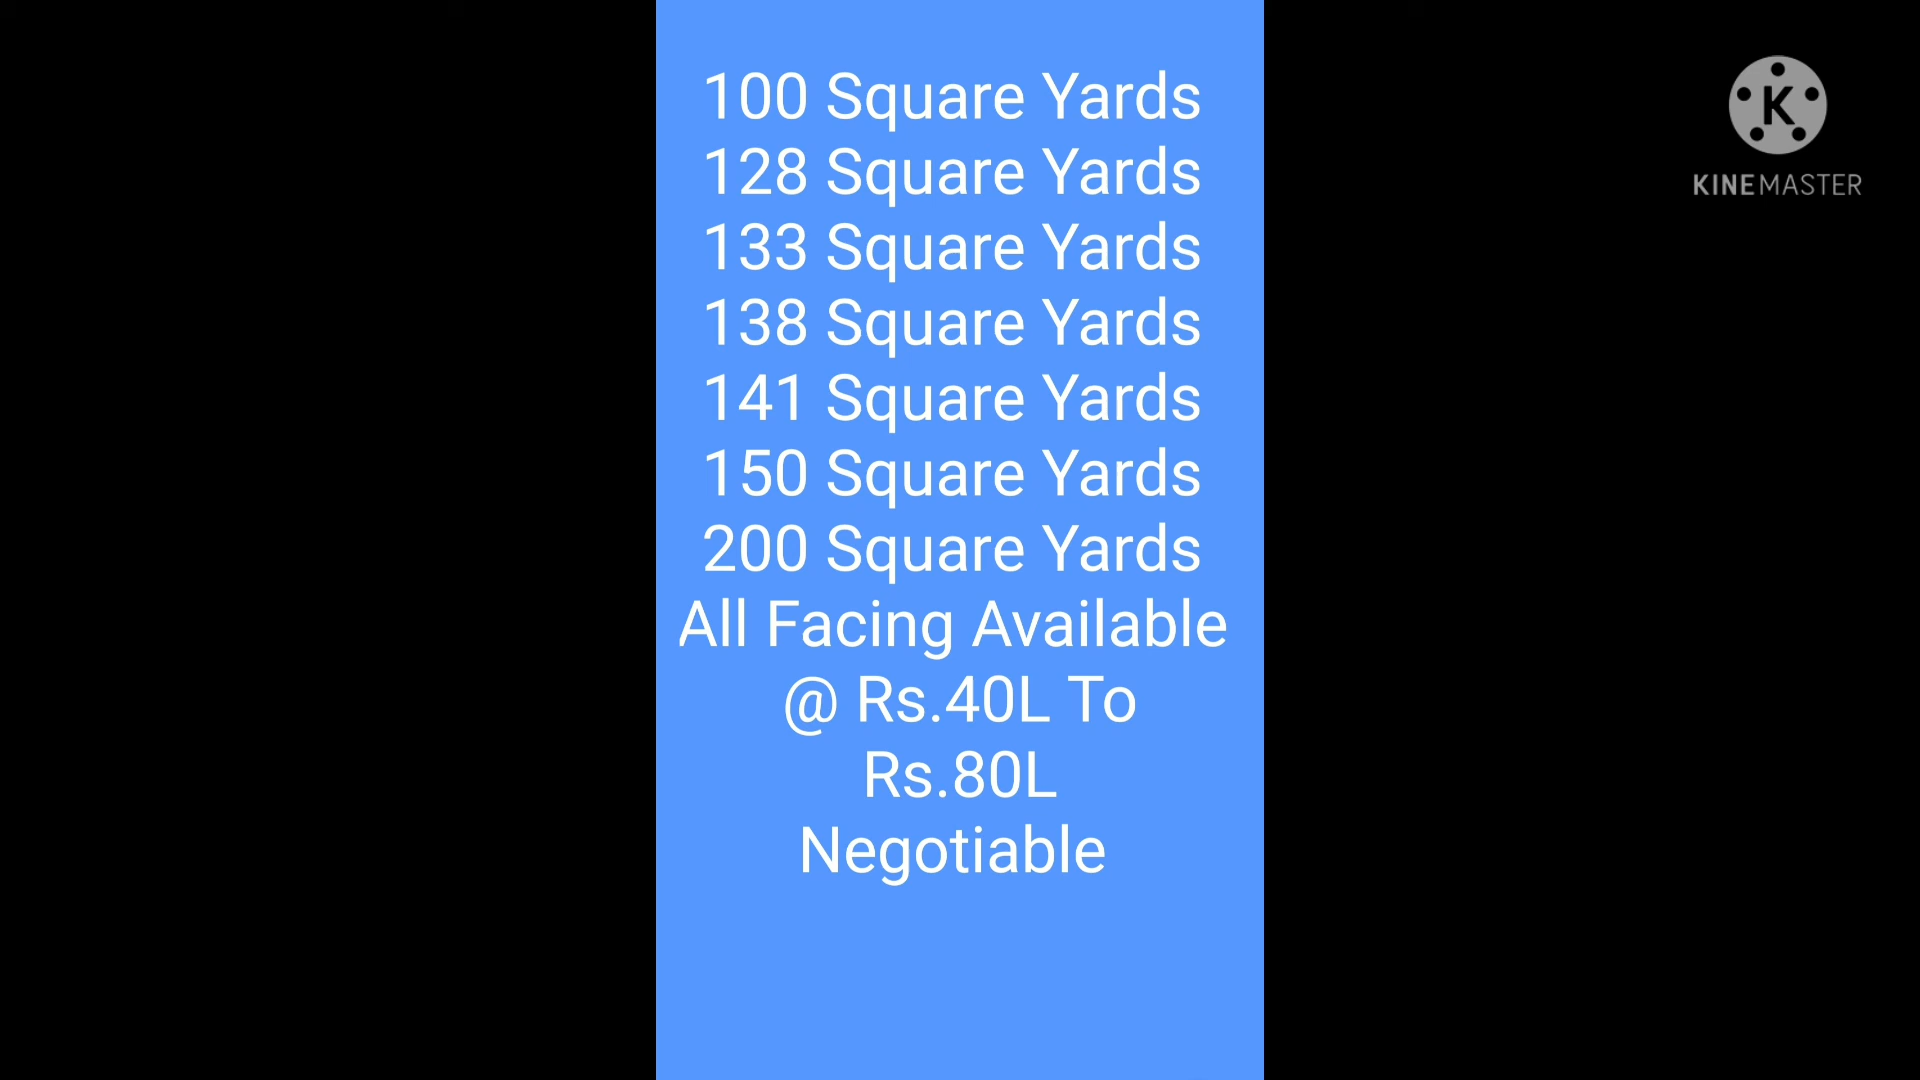 100 Square Yards
128 Square Yards
133 Square Yards
138 Square Yards
141 Square Yards
150 Square Yards
200 Square Yards
All Facing Available
@ Rs.40L To
Rs.80L
Negotiable
K
KINEMASTER